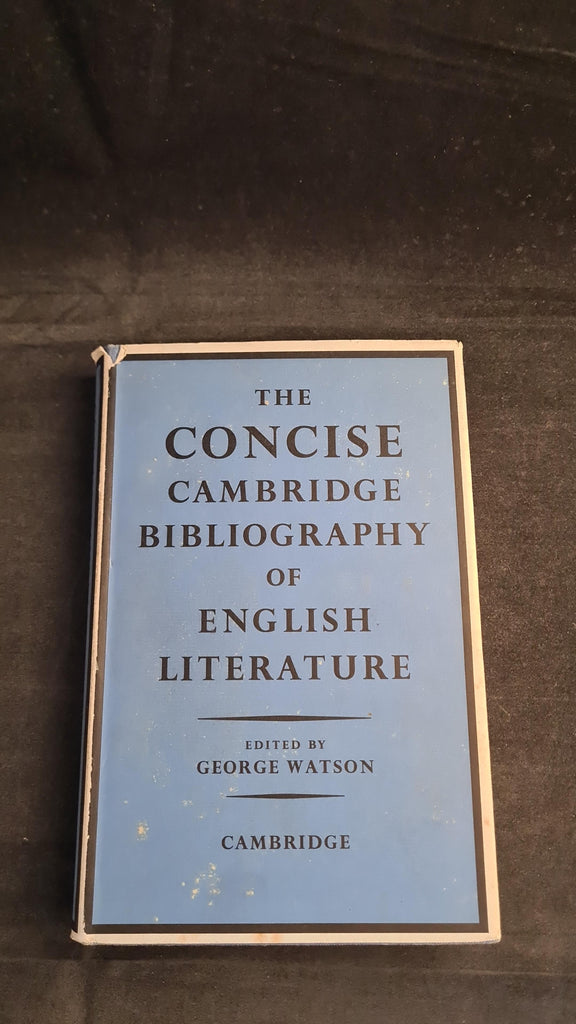 THE
CONCISE
CAMBRIDGE
BIBLIOGRAPHY
OF
ENGLISH
LITERATURE
EDITED BY
GEORGE WATSON
CAMBRIDGE